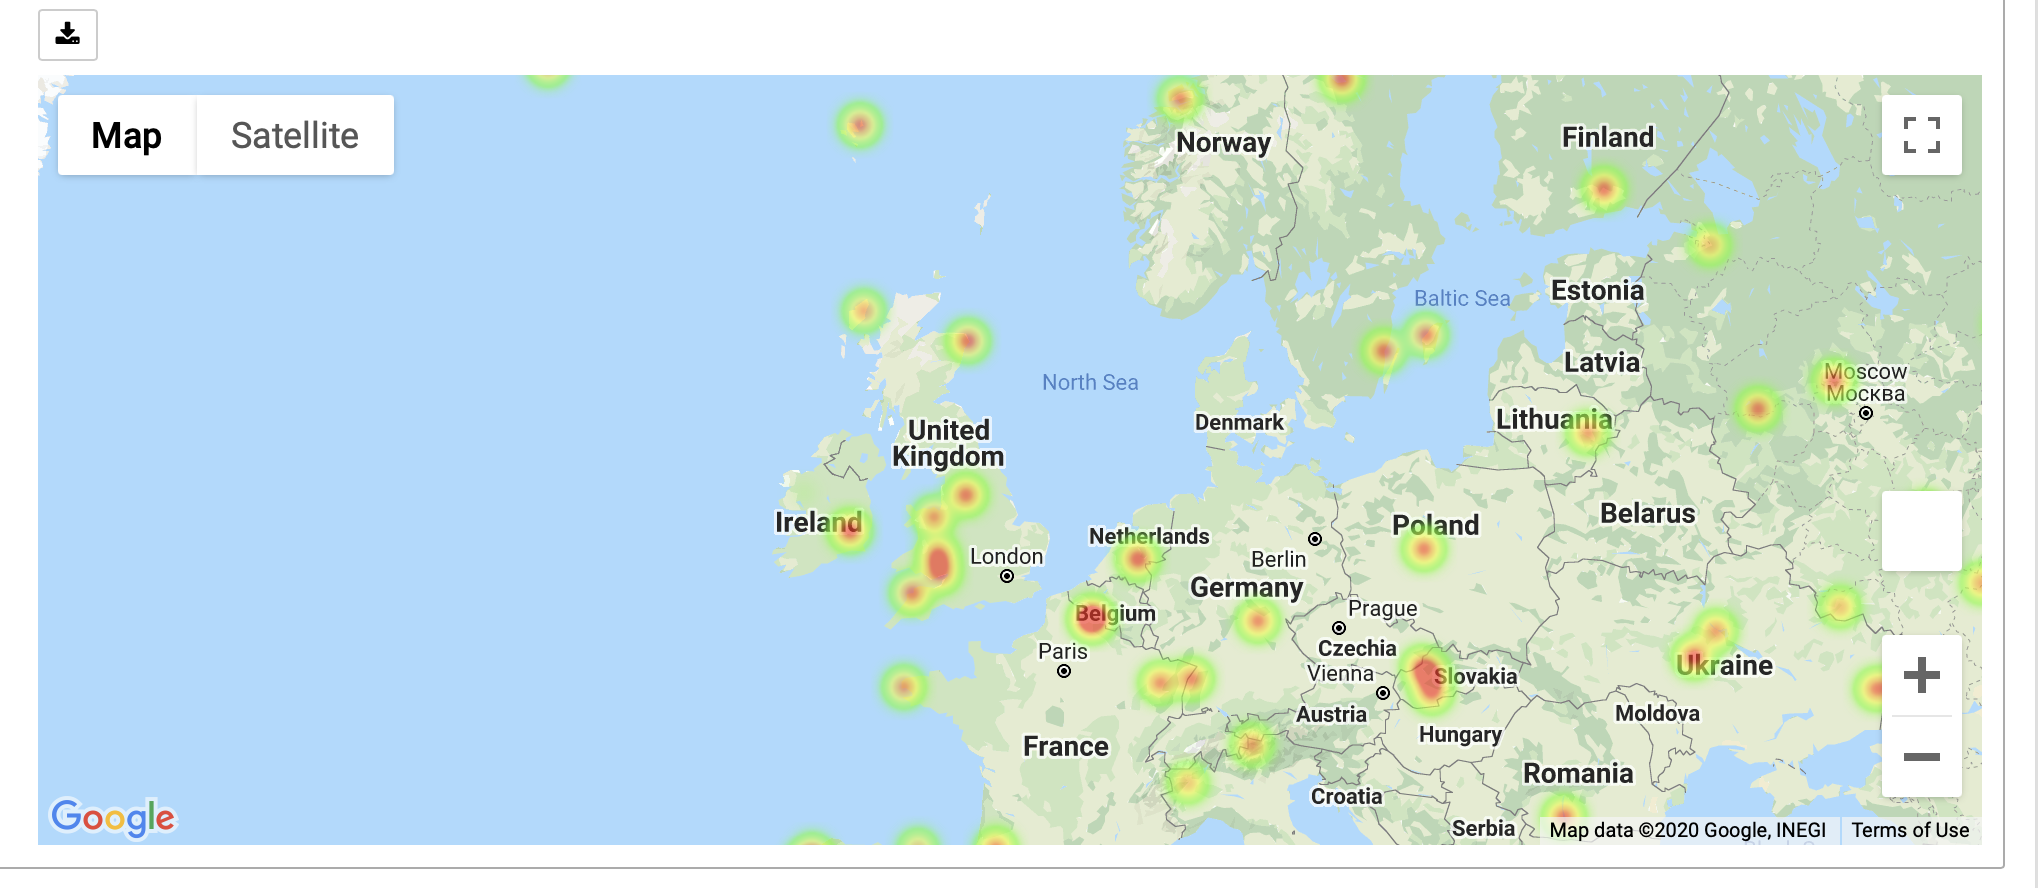 Map
Satellite
Norway
Finland
Baltic Sea
Estonia
Latvia
Moscow
Москва
North Sea
Denmark
Lithuania
United
Kingdom
Belarus
Ireland
Netherlands
Poland
London
Berlin
Germany
Belgium
Prague
Paris
Czechia
Vienna
Slovakia
Ukraine
Austria
Moldova
Hungary
France
Romania
Croatia
Serbia
Google
Map data ©2020 Google, INEGI
Terms of Use